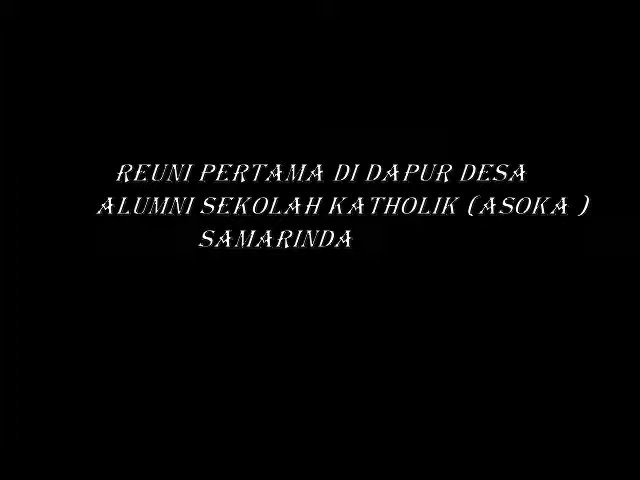 REUNI PERTAMA DI DAPUR DESA
ALUMNI SEKOLAH KATHOLIK (ASOKA )
SAMARINDA